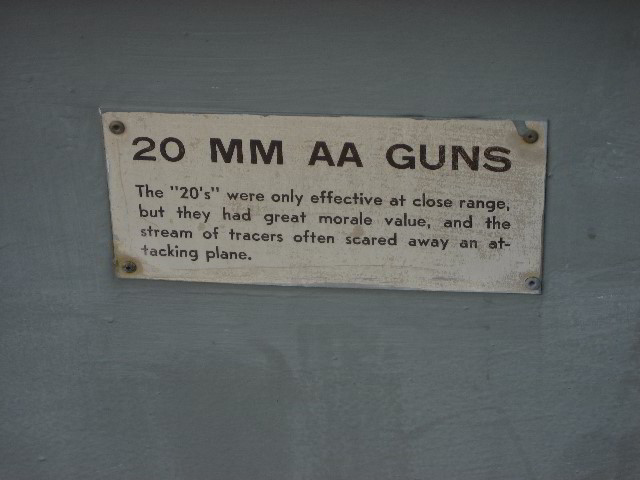 20 MM AA GUNS
The "20's" were only effective at close range,
but they had great morale value, and the
stream of tracers often scared away an at-
tacking plane.